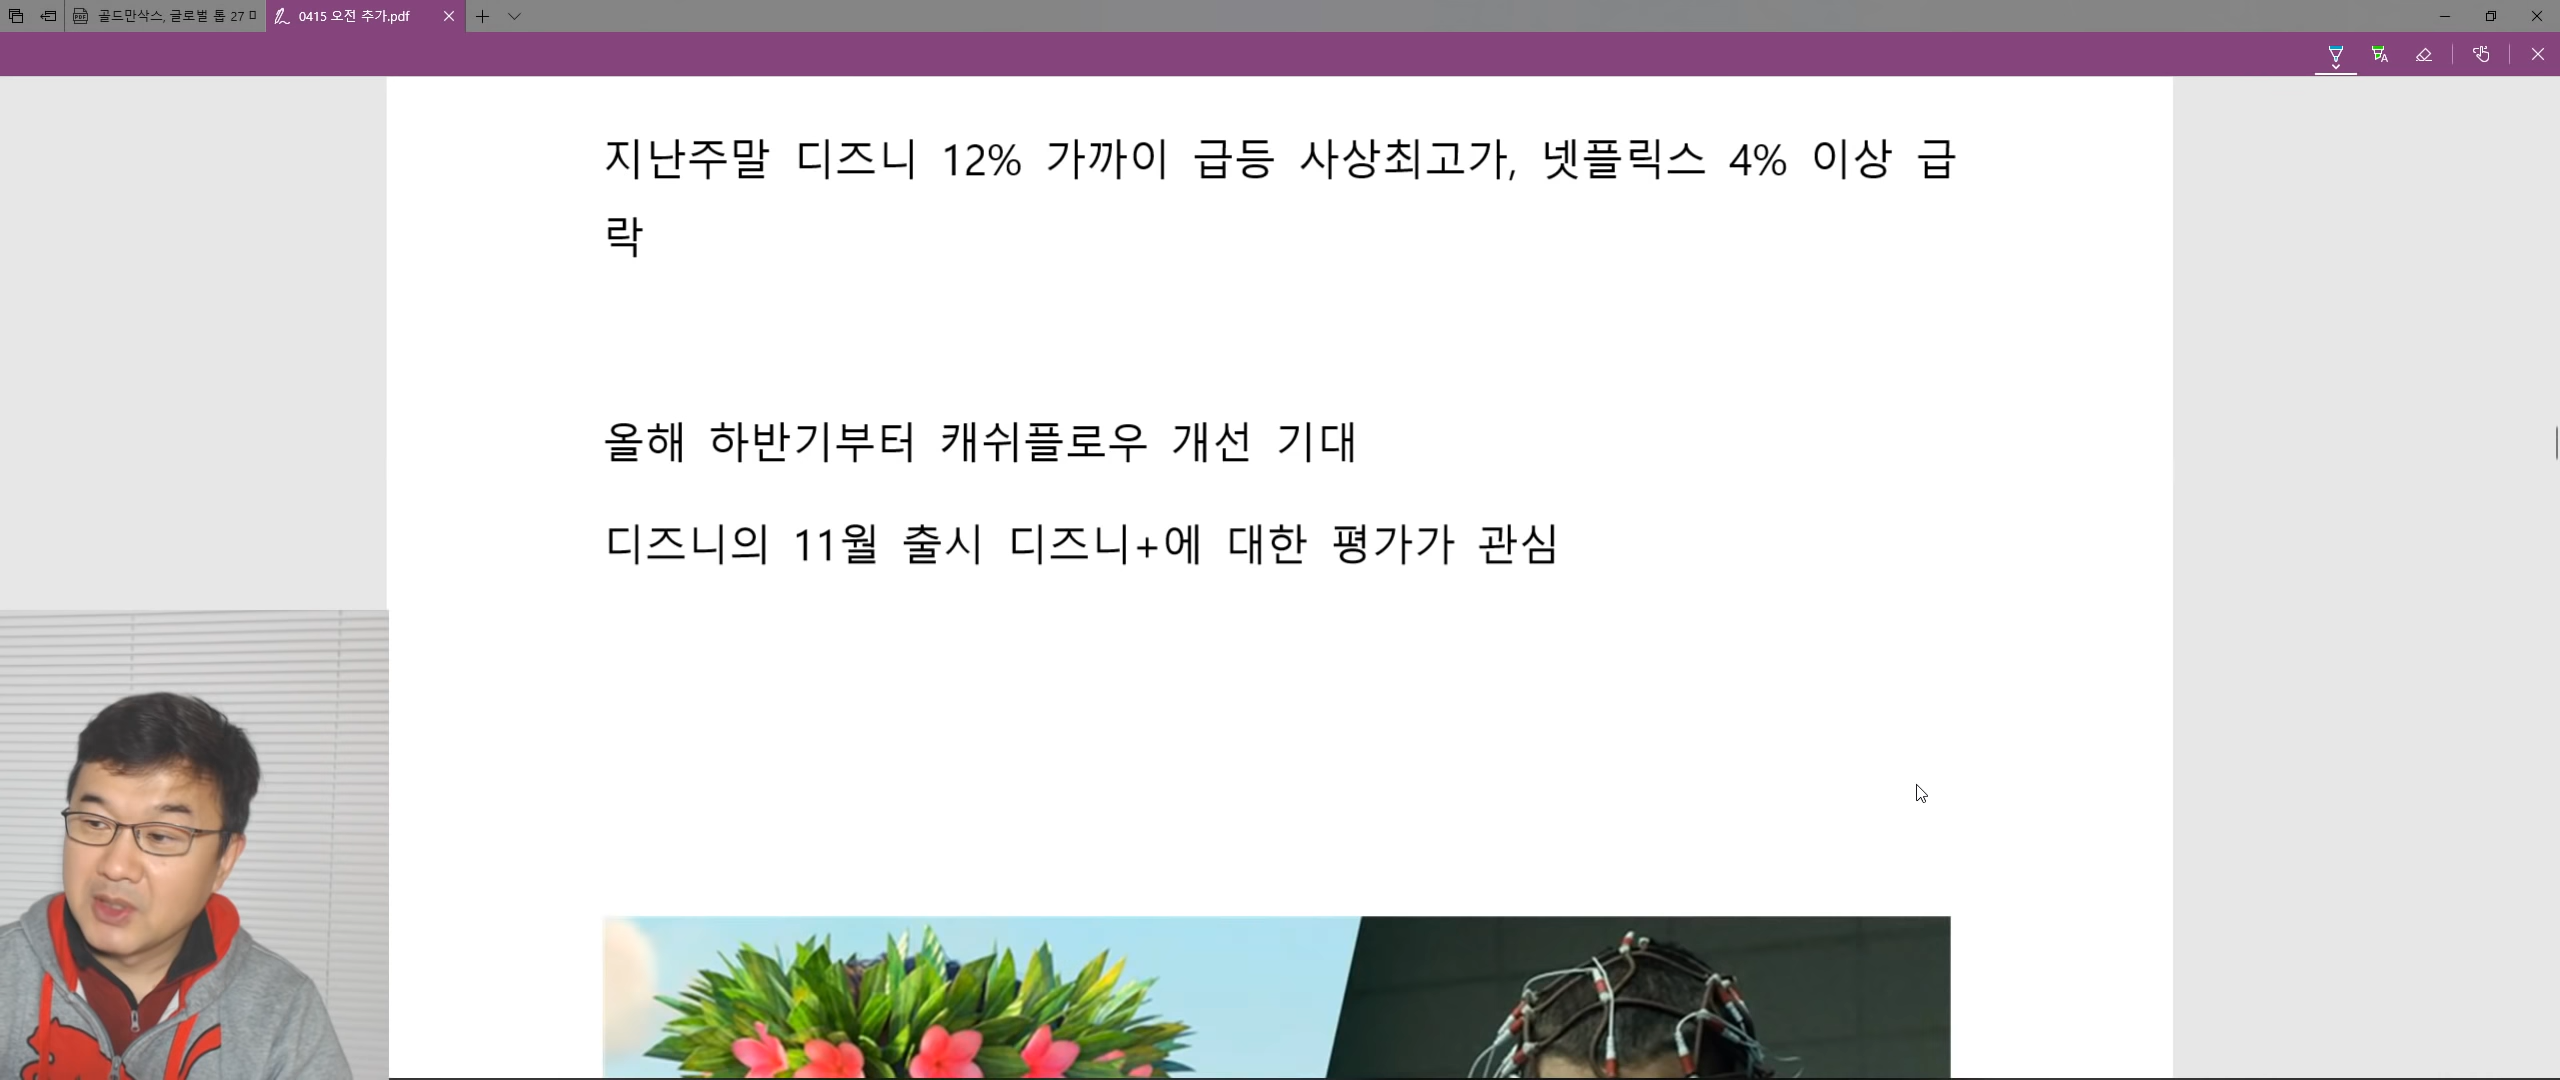 골드만삭스, 글로벌 톱 27
0415 오전 추가.pdf
지난주말 디즈니 12% 가까이 급등 사상최고가, 넷플릭스 4% 이상 급
락
올해 하반기부터 캐쉬플로우 개선 기대
디즈니의 11월 출시 디즈니+에 대한 평가가 관심